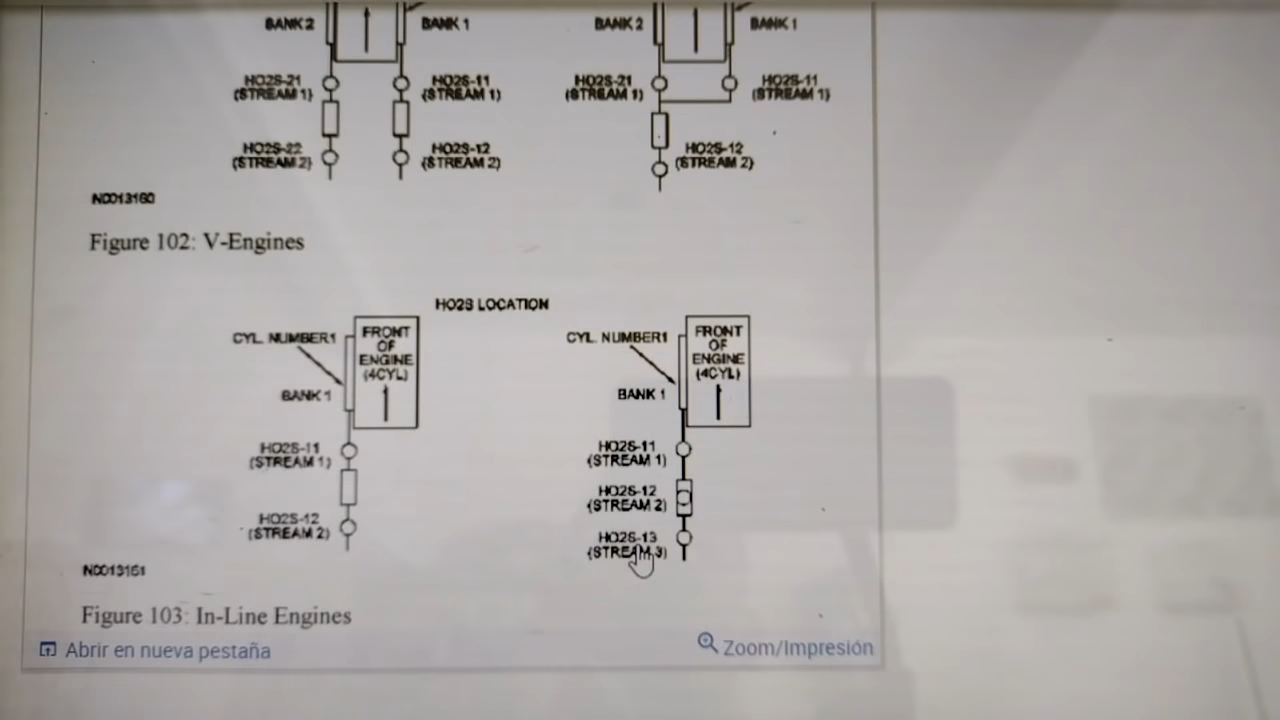 BANK 2 BANK 1 BANK 2 BANK 1
HO2S-21 HO2S-11 HO2S-21 HO2S-11
(STREAM 1) (STREAM 1) (STREAM 1) (STREAM 1)
HO2S-22 HO2S-12 HO2S-12
(STREAM 2) (STREAM 2) (STREAM 2)
N0013160
Figure 102: V-Engines
HO2S LOCATION
CYL. NUMBER1 FRONT CYL. NUMBER1 FRONT
OF OF
ENGINE ENGINE
(4CYL) (4CYL)
BANK 1 BANK 1
HO2S-11 HO2S-11
(STREAM 1) (STREAM 1)
HO2S-12
(STREAM 2)
HO2S-12
(STREAM 2)
HO2S-13
(STREAM 3)
N0013161
Figure 103: In-Line Engines
Abrir en nueva pestaña Zoom/Impresión